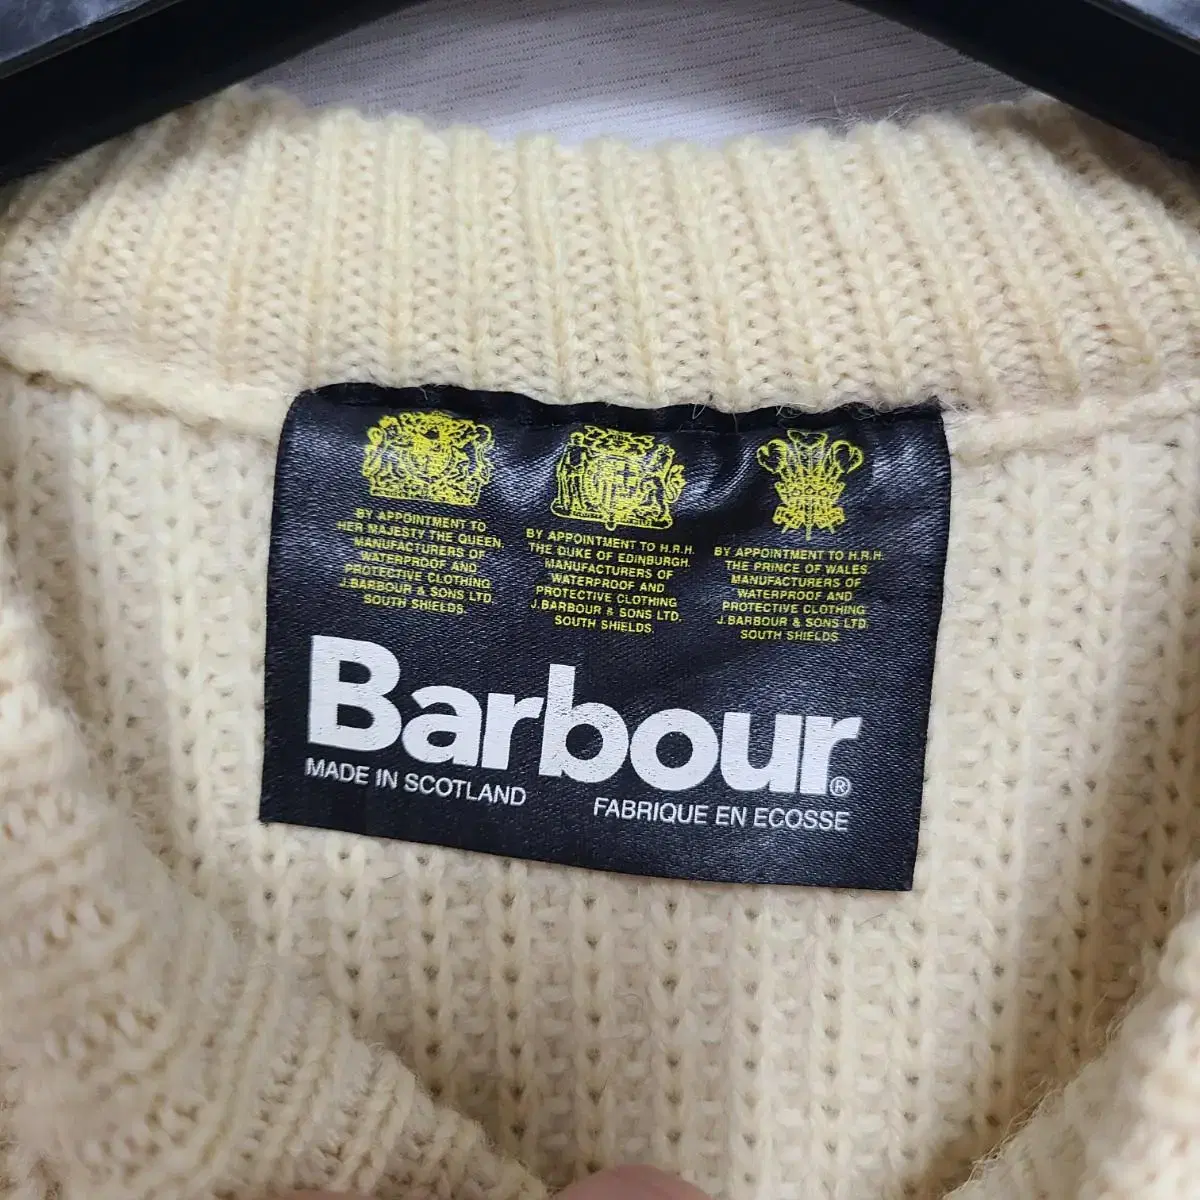 BY APPOINTMENT TO
HER MAJESTY THE QUEEN.
MANUFACTURERS OF
WATERPROOF AND
PROTECTIVE CLOTHING
J.BARBOUR & SONS LTD.
SOUTH SHIELDS.
BY APPOINTMENT TO H.R.H.
THE DUKE OF EDINBURGH.
MANUFACTURERS OF
WATERPROOF AND
PROTECTIVE CLOTHING
J.BARBOUR & SONS LTD.
SOUTH SHIELDS.
BY APPOINTMENT TO H.R.H.
THE PRINCE OF WALES.
MANUFACTURERS OF
WATERPROOF AND
PROTECTIVE CLOTHING
J.BARBOUR & SONS LTD.
SOUTH SHIELDS.
Barbour®
MADE IN SCOTLAND
FABRIQUE EN ECOSSE